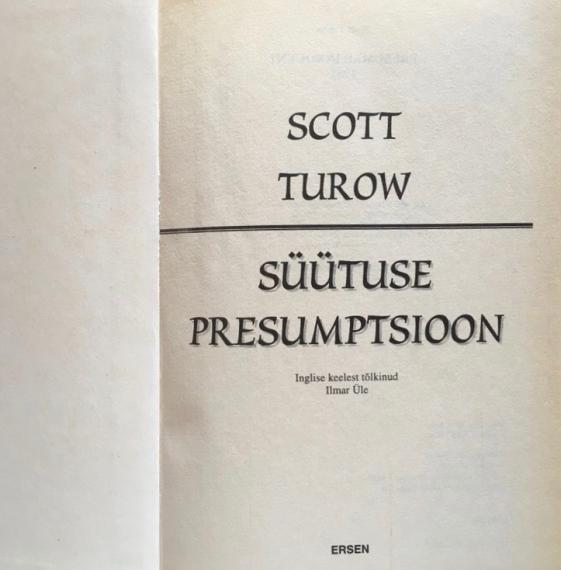 SCOTT
TUROW
SÜÜTUSE
PRESUMPTSIOON
Inglise keelest tõlkinud
Ilmar Üle
ERSEN